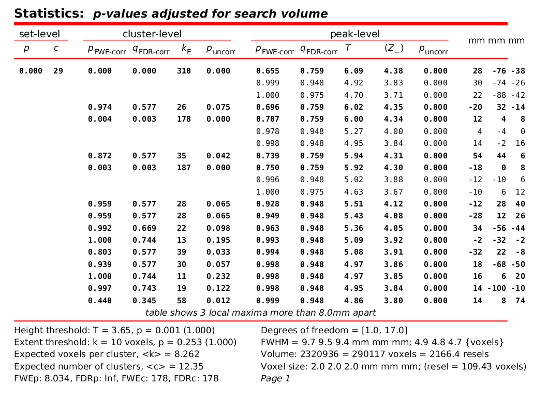 Statistics: p-values adjusted for search volume
set-level cluster-level peak-level mm mm mm
p c p FWE-corr q FDR-corr k E p uncorr p FWE-corr q FDR-corr T (Z≡) p uncorr
0.000 29 0.000 0.000 310 0.000 0.655 0.759 6.09 4.38 0.000 28 -76 -38
0.999 0.948 4.92 3.83 0.000 30 -74 -26
1.000 0.975 4.70 3.71 0.000 22 -88 -42
0.974 0.577 26 0.075 0.696 0.759 6.02 4.35 0.000 -20 32 -14
0.004 0.003 178 0.000 0.707 0.759 6.00 4.34 0.000 12 4 8
0.978 0.948 5.27 4.00 0.000 4 -4 0
0.998 0.948 4.95 3.84 0.000 14 -2 16
0.872 0.577 35 0.042 0.739 0.759 5.94 4.31 0.000 54 44 6
0.003 0.003 187 0.000 0.750 0.759 5.92 4.30 0.000 -18 0 8
0.996 0.948 5.02 3.88 0.000 -12 -10 6
1.000 0.975 4.63 3.67 0.000 -10 6 12
0.959 0.577 28 0.065 0.928 0.948 5.51 4.12 0.000 -12 28 40
0.959 0.577 28 0.065 0.949 0.948 5.43 4.08 0.000 -28 12 26
0.992 0.669 22 0.098 0.963 0.948 5.36 4.05 0.000 34 -56 -44
1.000 0.744 13 0.195 0.993 0.948 5.09 3.92 0.000 -2 -32 -2
0.803 0.577 39 0.033 0.994 0.948 5.08 3.91 0.000 -32 22 -8
0.939 0.577 30 0.057 0.998 0.948 4.97 3.86 0.000 18 -68 -50
1.000 0.744 11 0.232 0.998 0.948 4.97 3.85 0.000 16 6 20
0.997 0.743 19 0.122 0.998 0.948 4.95 3.84 0.000 14 -100 -10
0.440 0.345 58 0.012 0.999 0.948 4.86 3.80 0.000 14 8 74
table shows 3 local maxima more than 8.0mm apart
Height threshold: T = 3.65, p = 0.001 (1.000)
Extent threshold: k = 10 voxels, p = 0.253 (1.000)
Expected voxels per cluster, <k> = 8.262
Expected number of clusters, <c> = 12.35
FWEp: 8.034, FDRp: Inf, FWEc: 178, FDRc: 178
Degrees of freedom = [1.0, 17.0]
FWHM = 9.7 9.5 9.4 mm mm mm; 4.9 4.8 4.7 {voxels}
Volume: 2320936 = 290117 voxels = 2166.4 resels
Voxel size: 2.0 2.0 2.0 mm mm mm; (resel = 109.43 voxels)
Page 1